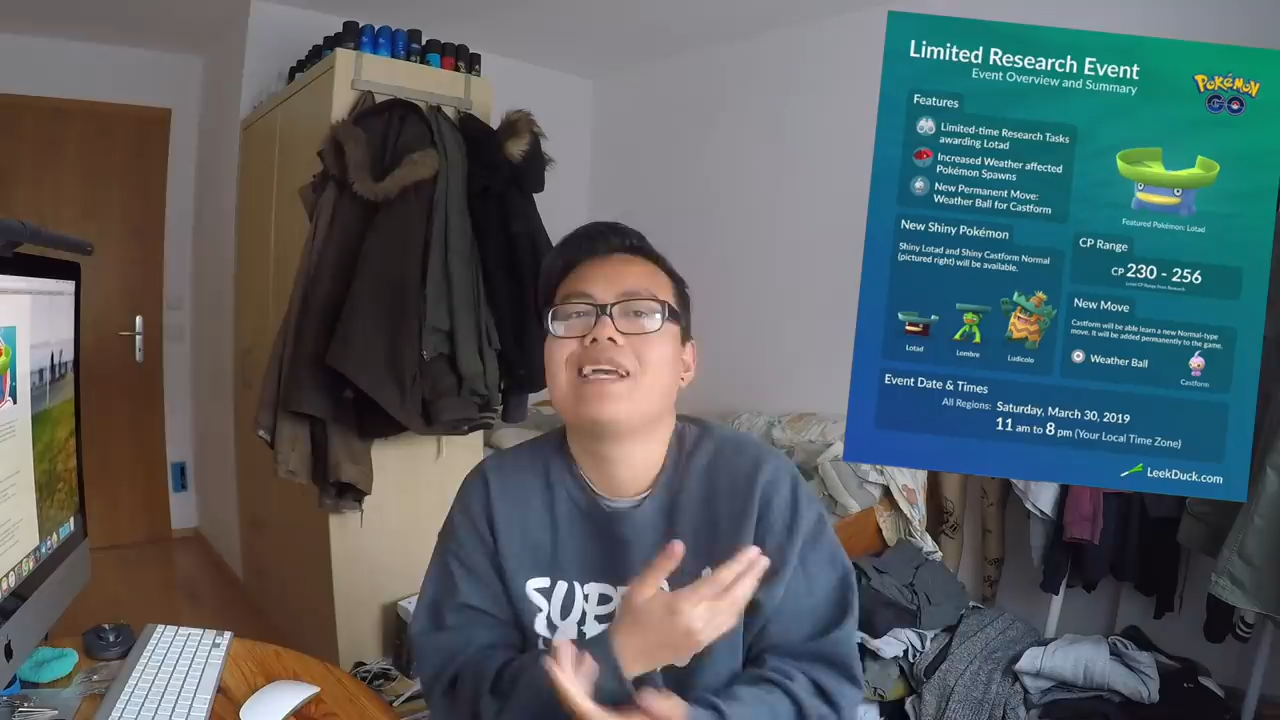 Limited Research Event
Event Overview and Summary
POKÉMON
GO
Features
Limited-time Research Tasks
awarding Lotad
Increased Weather affected
Pokémon Spawns
New Permanent Move:
Weather Ball for Castform
Featured Pokémon: Lotad
New Shiny Pokémon
Shiny Lotad and Shiny Castform Normal
(pictured right) will be available.
Lotad
Lombre
Ludicolo
CP Range
CP 230 - 256
Lotad CP Range from Research
New Move
Castform will be able learn a new Normal-type
move. It will be added permanently to the game.
Weather Ball
Castform
Event Date & Times
All Regions: Saturday, March 30, 2019
11 am to 8 pm (Your Local Time Zone)
LeekDuck.com